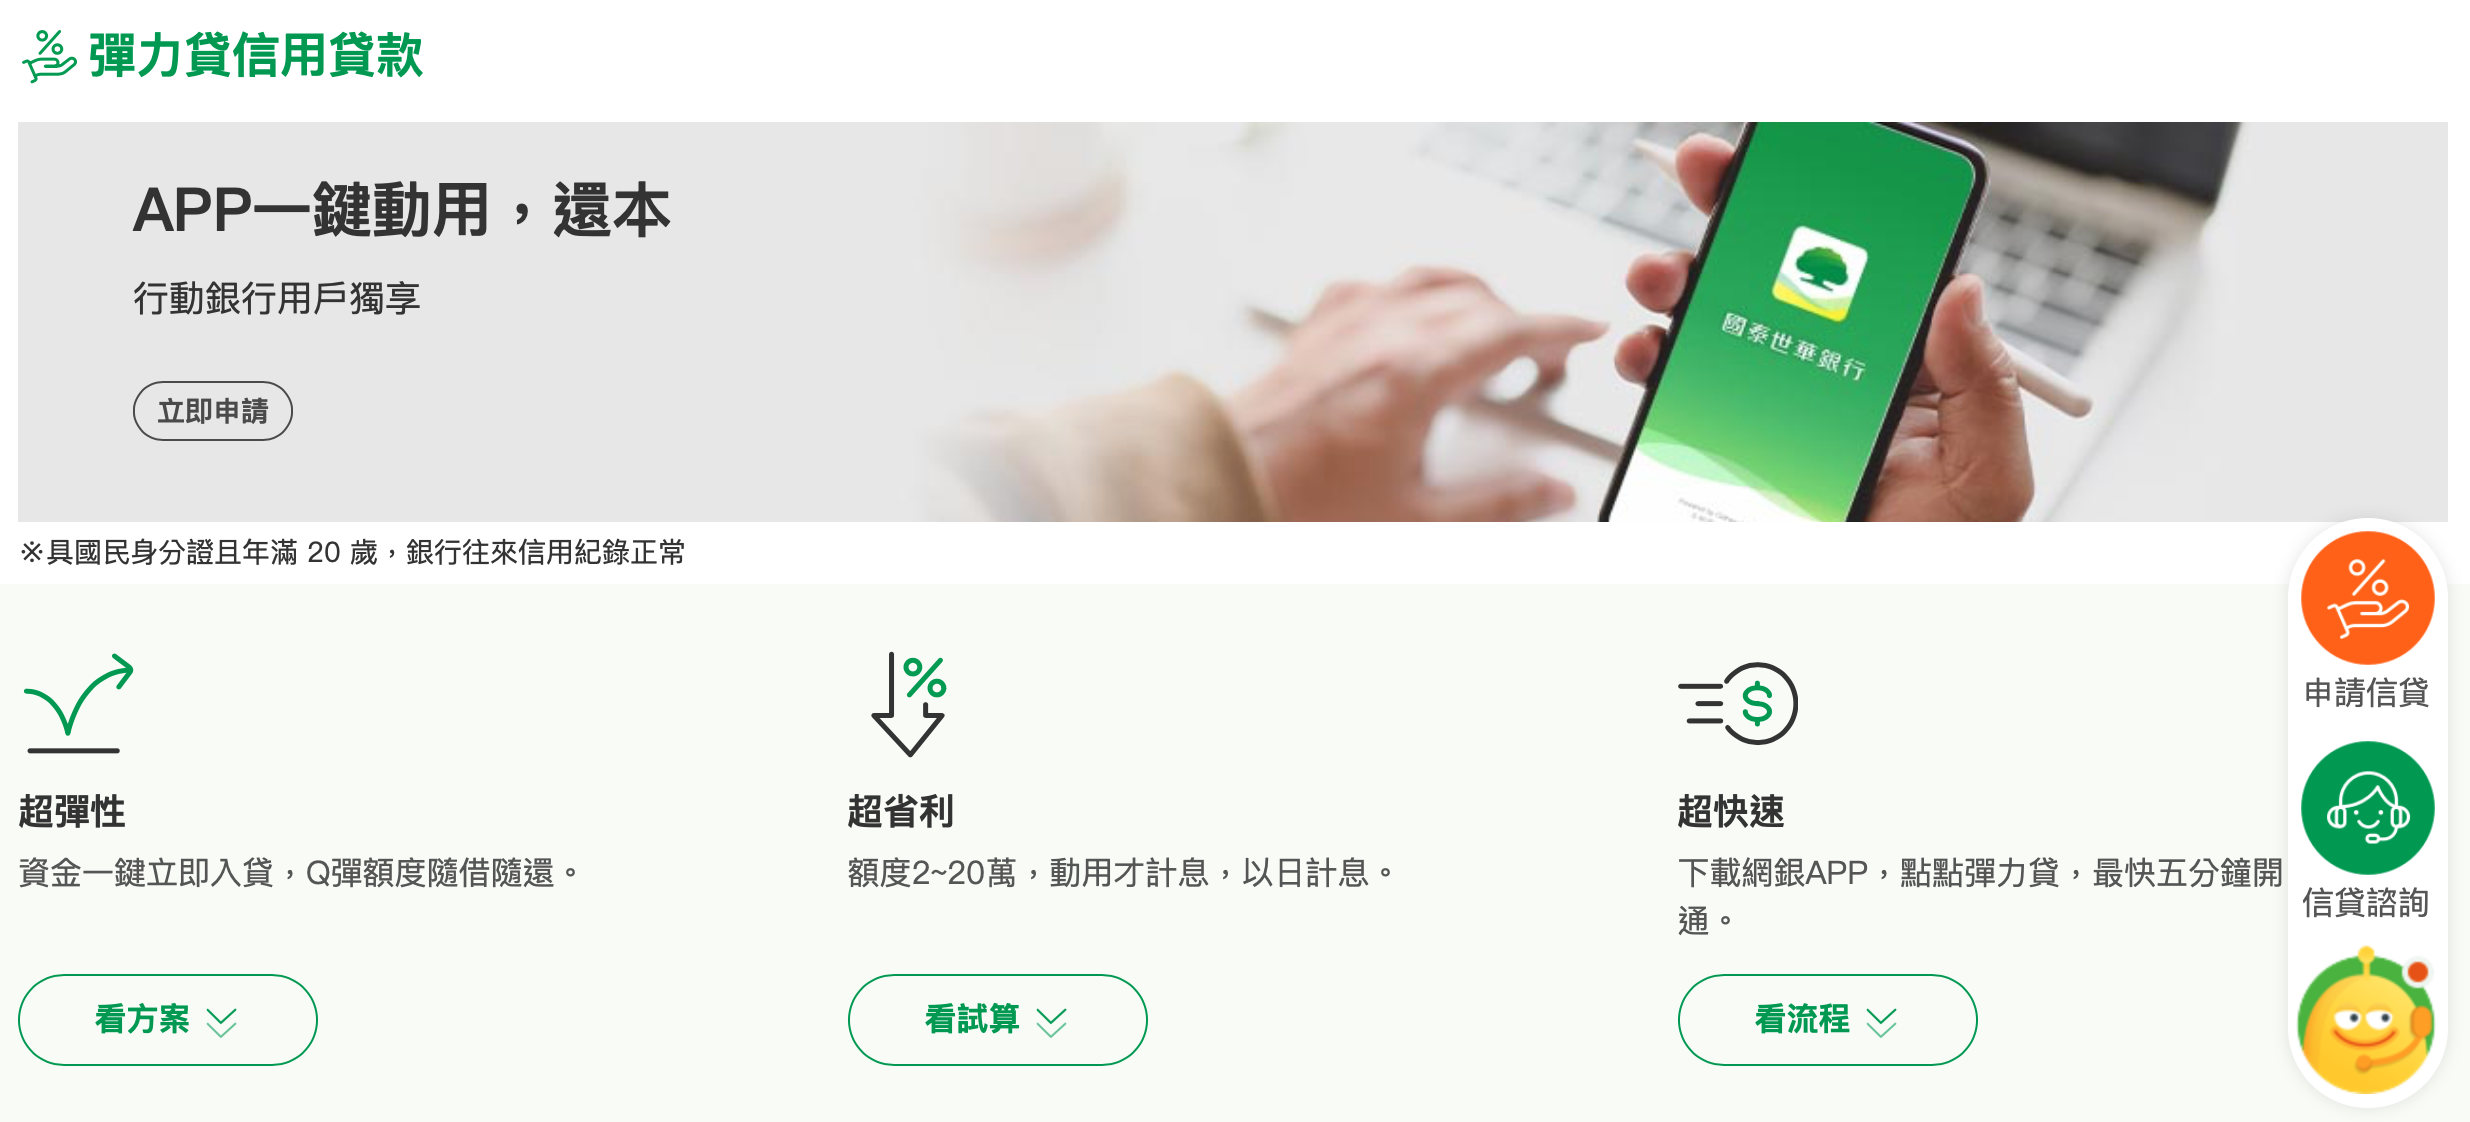 彈力貸信用貸款
APP一鍵動用，還本
行動銀行用戶獨享
立即申請
國泰世華銀行
※具國民身分證且年滿 20 歲，銀行往來信用紀錄正常
超彈性
資金一鍵立即入貸，Q彈額度隨借隨還。
看方案
超省利
額度2~20萬，動用才計息，以日計息。
看試算
超快速
下載網銀APP，點點彈力貸，最快五分鐘開
通。
看流程
申請信貸
信貸諮詢